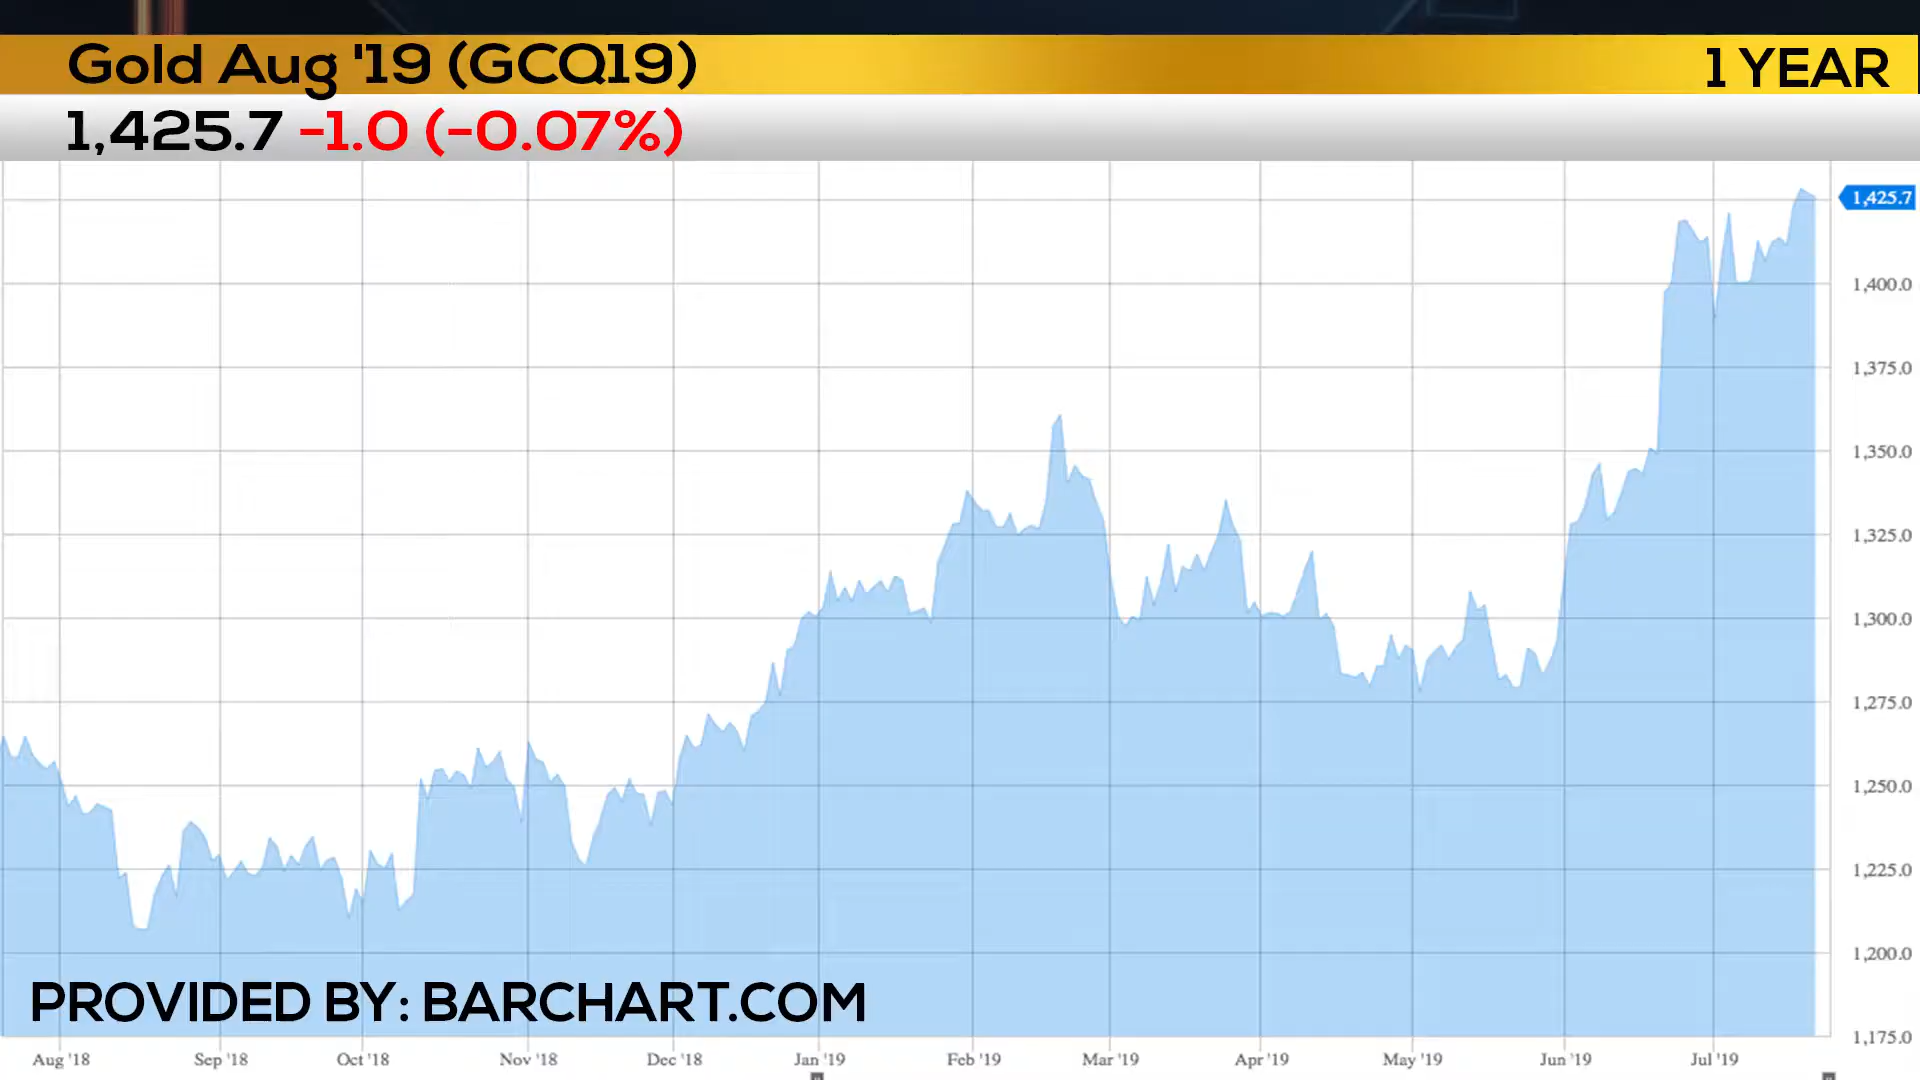 Gold Aug '19 (GCQ19)
1 YEAR
1,425.7 -1.0 (-0.07%)
1,425.7
1,400.0
1,375.0
1,350.0
1,325.0
1,300.0
1,275.0
1,250.0
1,225.0
1,200.0
1,175.0
PROVIDED BY: BARCHART.COM
Aug '18 Sep '18 Oct '18 Nov '18 Dec '18 Jan '19 Feb '19 Mar '19 Apr '19 May '19 Jun '19 Jul '19